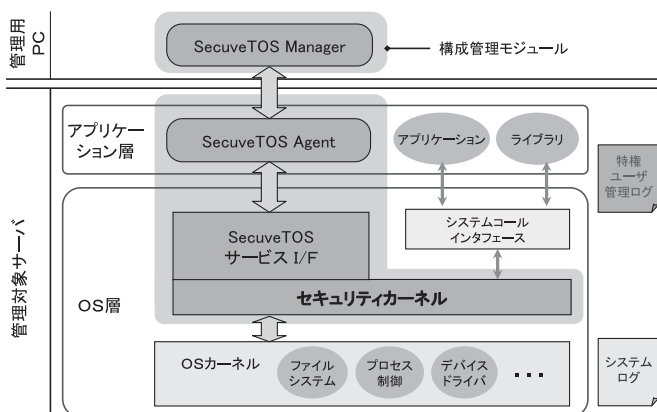 管理用
PC
SecuveTOS Manager
構成管理モジュール
管理対象サーバ
アプリケー
ション層
SecuveTOS Agent
アプリケーション
ライブラリ
特権
ユーザ
管理ログ
OS層
SecuveTOS
サービス I/F
システムコール
インタフェース
セキュリティカーネル
OSカーネル
ファイル
システム
プロセス
制御
デバイス
ドライバ
・・・
システム
ログ